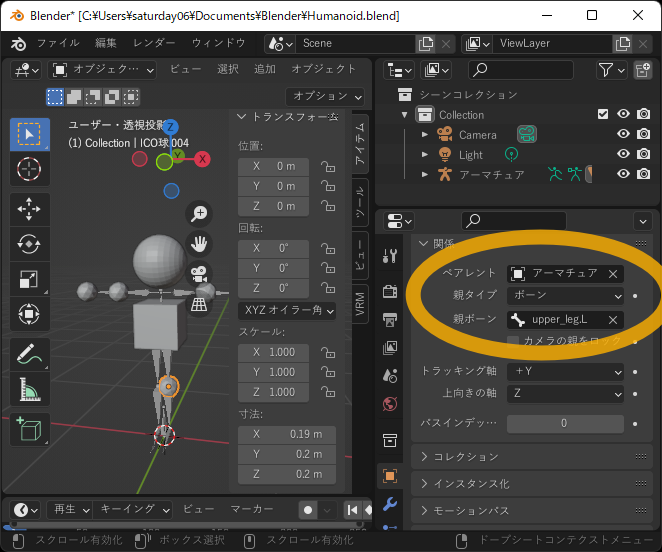 Blender* [C:¥Users¥saturday06¥Documents¥Blender¥Humanoid.blend]
ファイル 編集 レンダー ウィンドウ Scene ViewLayer
オブジェク… ビュー 選択 追加 オブジェクト
オプション
シーンコレクション
Collection
Camera
Light
アーマチュア
ユーザー・透視投影
(1) Collection | ICO球.004
Z
Y
X
トランスフォーム
位置:
X 0 m
Y 0 m
Z 0 m
回転:
X 0°
Y 0°
Z 0°
XYZ オイラー角
スケール:
X 1.000
Y 1.000
Z 1.000
寸法:
X 0.19 m
Y 0.2 m
Z 0.2 m
アイテム
ツール
ビュー
VRM
関係
ペアレント アーマチュア
親タイプ ボーン
親ボーン upper_leg.L
カメラの親をロック
トラッキング軸 +Y
上向きの軸 Z
パスインデッ… 0
コレクション
インスタンス化
モーションパス
再生 キーイング ビュー マーカー
スクロール有効化 ボックス選択 スクロール有効化 ドープシートコンテクストメニュー